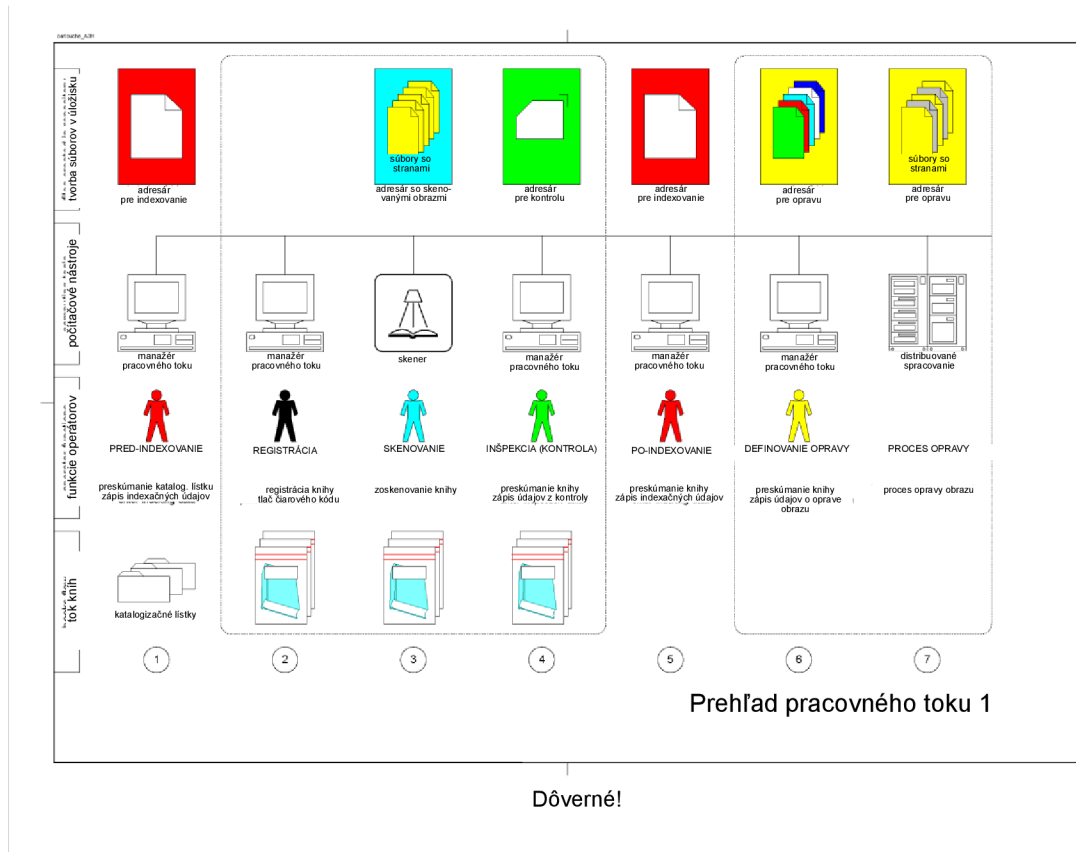 cartouche_A3H
tvorba súborov v úložisku
súbory so
stranami
súbory so
stranami
adresár
pre indexovanie
adresár so skeno-
vanými obrazmi
adresár
pre kontrolu
adresár
pre indexovanie
adresár
pre opravu
adresár
pre opravu
počítačové nástroje
manažér
pracovného toku
manažér
pracovného toku
skener
manažér
pracovného toku
manažér
pracovného toku
manažér
pracovného toku
distribuované
spracovanie
funkcie operátorov
PRED-INDEXOVANIE
REGISTRÁCIA
SKENOVANIE
INŠPEKCIA (KONTROLA)
PO-INDEXOVANIE
DEFINOVANIE OPRAVY
PROCES OPRAVY
preskúmanie katalog. lístku
zápis indexačných údajov
registrácia knihy
tlač čiarového kódu
zoskenovanie knihy
preskúmanie knihy
zápis údajov z kontroly
preskúmanie knihy
zápis indexačných údajov
preskúmanie knihy
zápis údajov o oprave
obrazu
proces opravy obrazu
tok kníh
katalogizačné lístky
1
2
3
4
5
6
7
Prehľad pracovného toku 1
Dôverné!